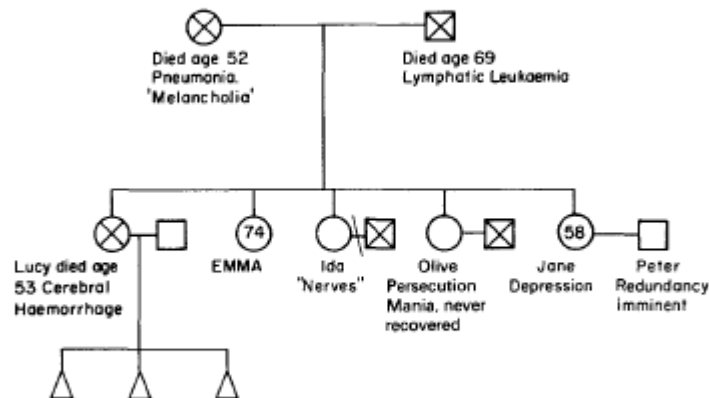 Died age 52
Pneumonia.
'Melancholia'
Died age 69
Lymphatic Leukaemia
74
58
Lucy died age
53 Cerebral
Haemorrhage
EMMA
Ida
"Nerves"
Olive
Persecution
Mania, never
recovered
Jane
Depression
Peter
Redundancy
imminent